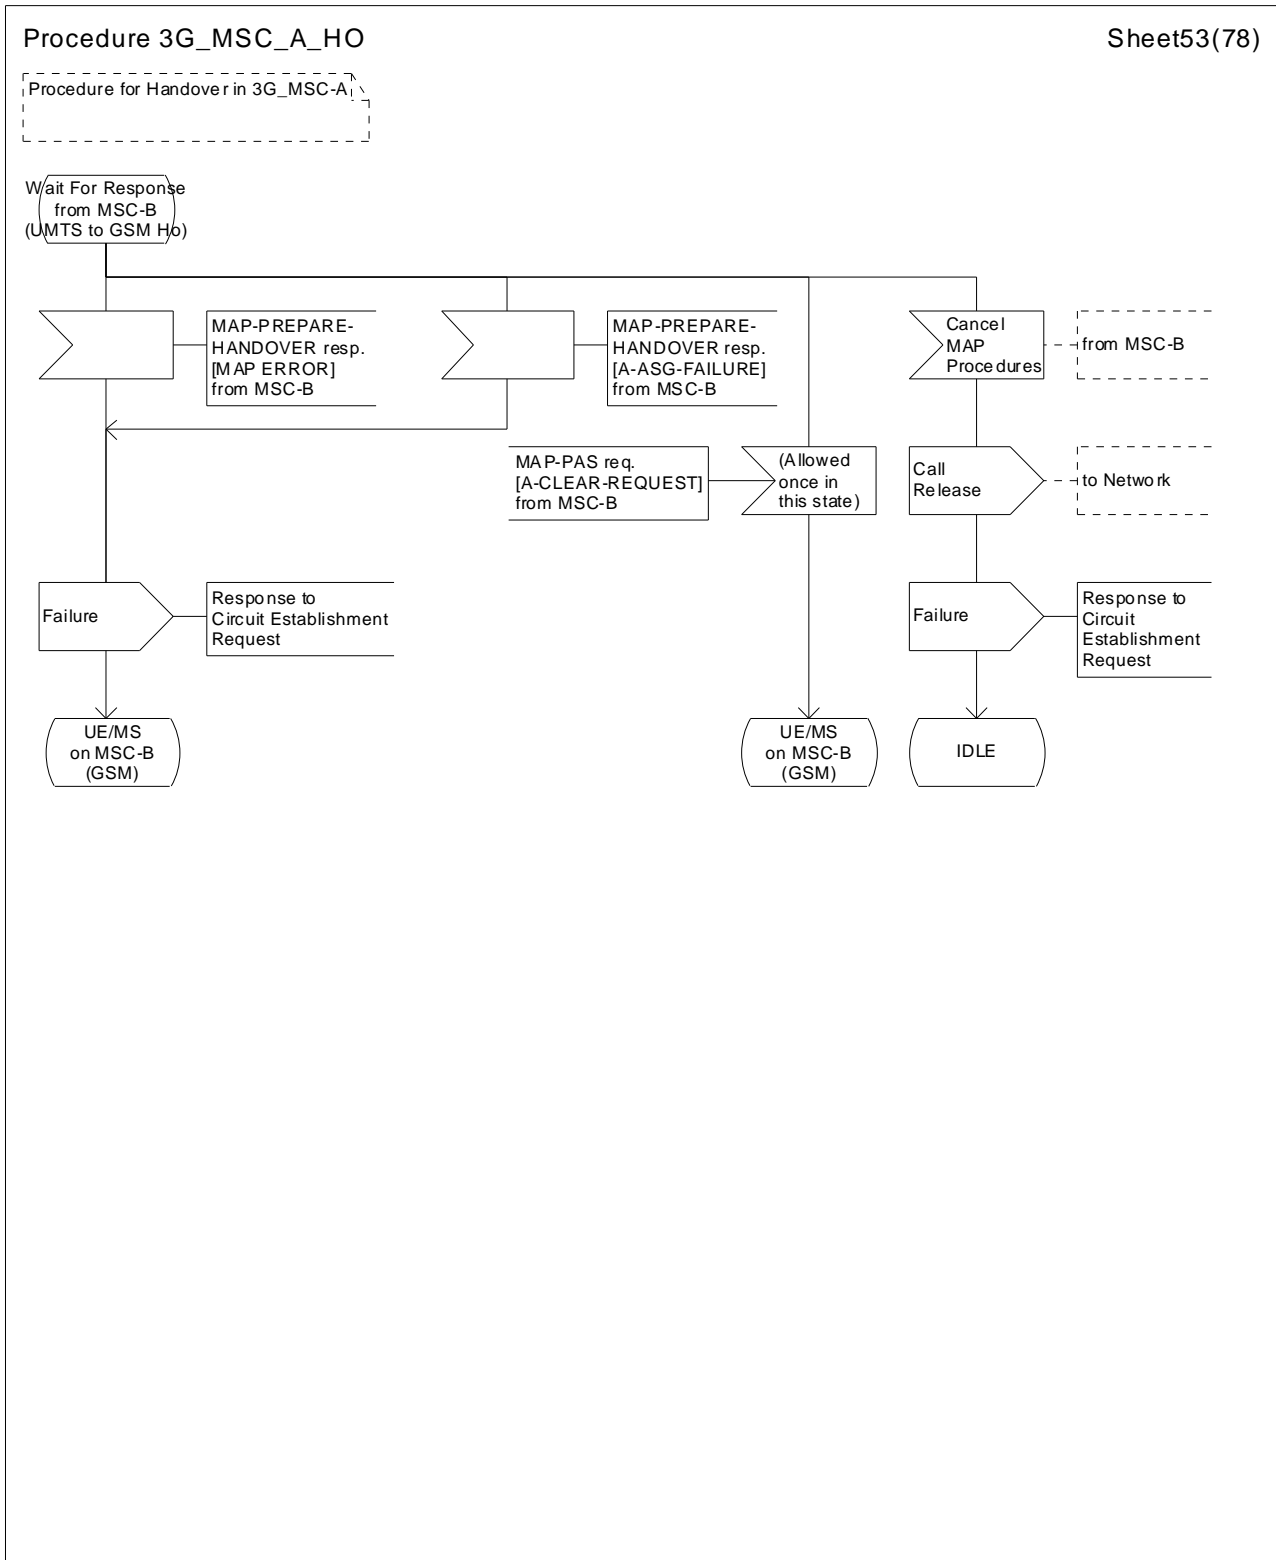 Procedure 3G_MSC_A_HO
Sheet53(78)
Procedure for Handover in 3G_MSC-A
Wait For Response
from MSC-B
(UMTS to GSM Ho)
MAP-PREPARE-
HANDOVER resp.
[MAP ERROR]
from MSC-B
MAP-PREPARE-
HANDOVER resp.
[A-ASG-FAILURE]
from MSC-B
Cancel
MAP
Procedures
from MSC-B
MAP-PAS req.
[A-CLEAR-REQUEST]
from MSC-B
(Allowed
once in
this state)
Call
Release
to Network
Failure
Response to
Circuit Establishment
Request
Failure
Response to
Circuit
Establishment
Request
UE/MS
on MSC-B
(GSM)
UE/MS
on MSC-B
(GSM)
IDLE